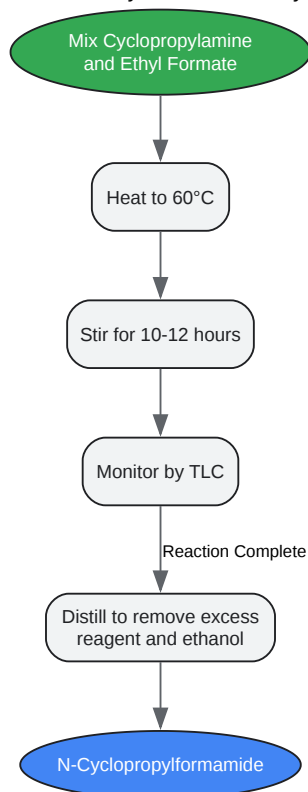 Mix Cyclopropylamine
and Ethyl Formate
Heat to 60°C
Stir for 10-12 hours
Monitor by TLC
Reaction Complete
Distill to remove excess
reagent and ethanol
N-Cyclopropylformamide